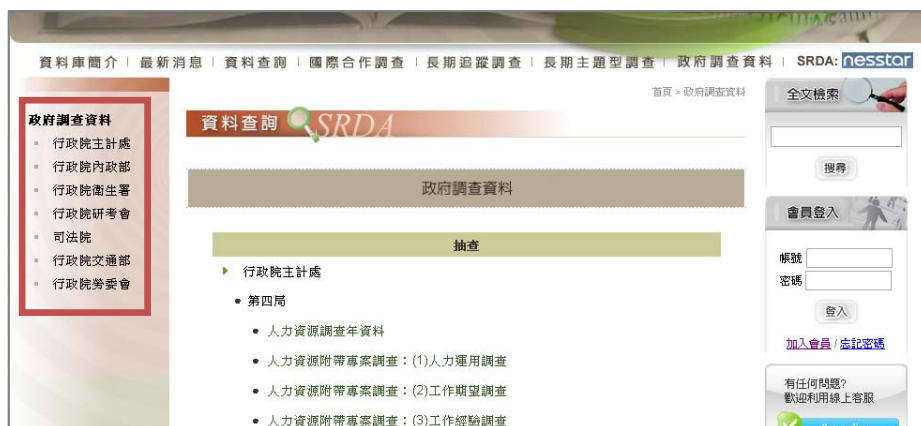 資料庫簡介 | 最新消息 | 資料查詢 | 國際合作調查 | 長期追蹤調查 | 長期主題型調查 | 政府調查資料 | SRDA: nesstar
首頁 > 政府調查資料
政府調查資料
行政院主計處
行政院內政部
行政院衛生署
行政院研考會
司法院
行政院交通部
行政院勞委會
資料查詢 SRDA
政府調查資料
抽查
行政院主計處
第四局
人力資源調查年資料
人力資源附帶專案調查：(1)人力運用調查
人力資源附帶專案調查：(2)工作期望調查
人力資源附帶專案調查：(3)工作經驗調查
全文檢索
搜尋
會員登入
帳號
密碼
登入
加入會員 / 忘記密碼
有任何問題?
歡迎利用線上客服